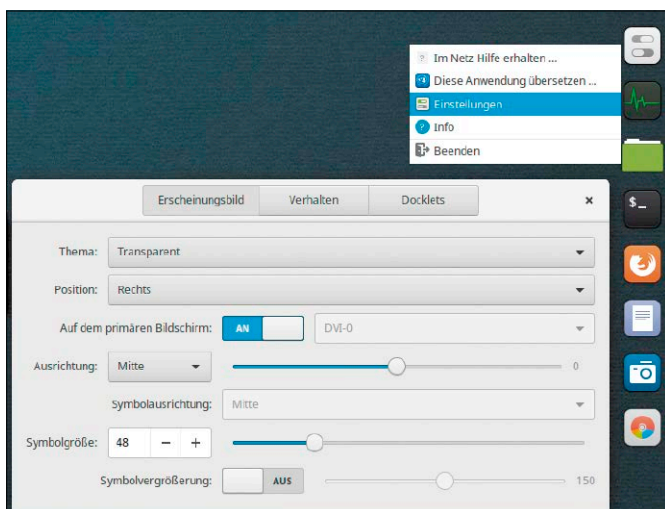 Im Netz Hilfe erhalten ...
Diese Anwendung übersetzen ...
Einstellungen
Info
Beenden
Erscheinungsbild Verhalten Docklets ×
Thema: Transparent
Position: Rechts
Auf dem primären Bildschirm: AN DVI-0
Ausrichtung: Mitte 0
Symbolausrichtung: Mitte
Symbolgröße: 48 − +
Symbolvergrößerung: AUS 150
$_